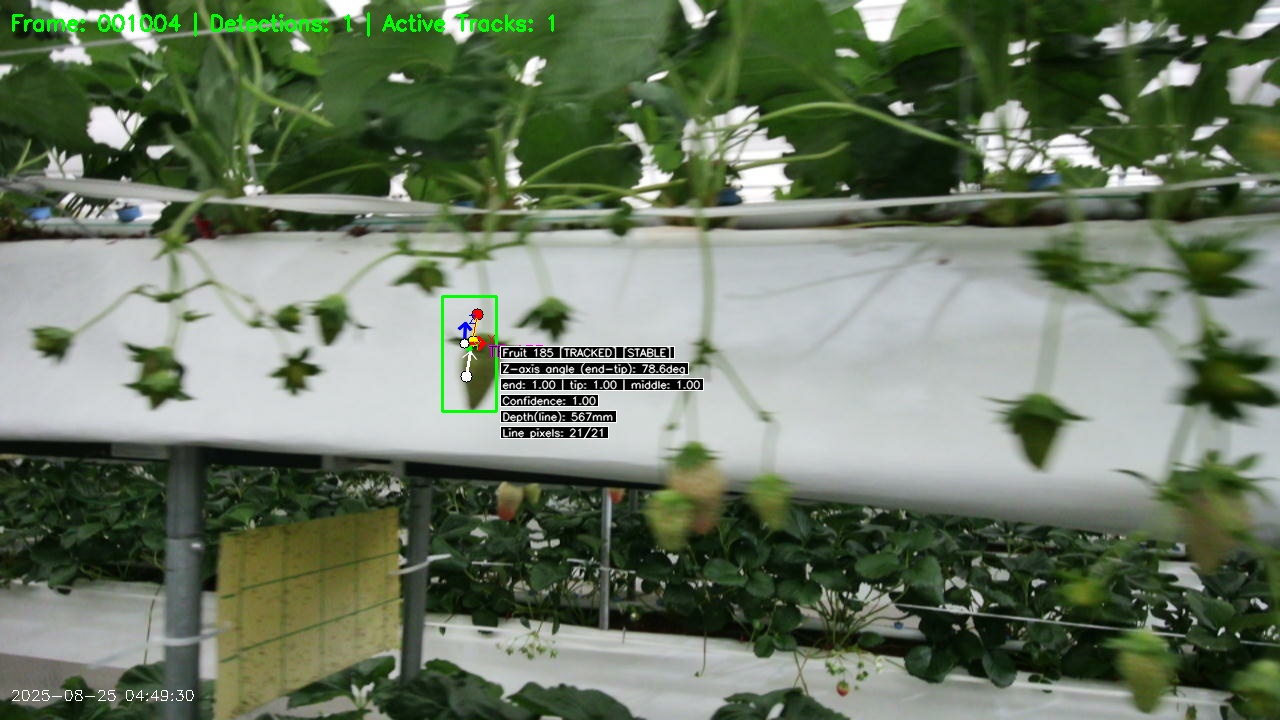 Frame: 001004 | Detections: 1 | Active Tracks: 1
Fruit 185 [TRACKED] [STABLE]
Z-axis angle (end-tip): 78.6deg
end: 1.00 | tip: 1.00 | middle: 1.00
Confidence: 1.00
Depth(line): 567mm
Line pixels: 21/21
2025-08-25 04:49:30